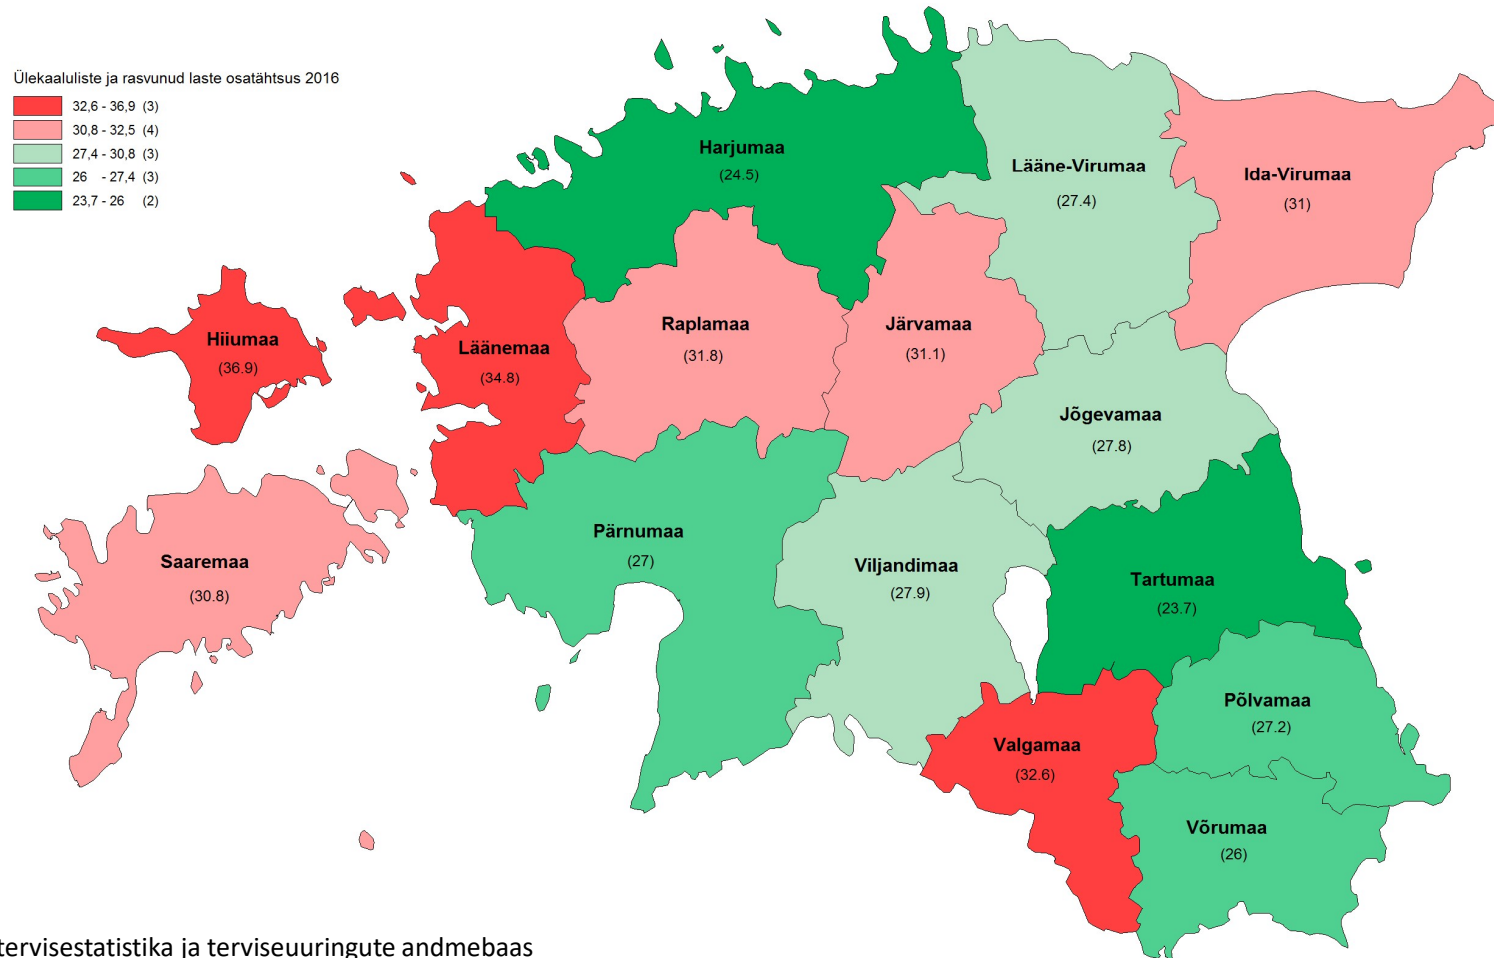 Ülekaaluliste ja rasvunud laste osatähtsus 2016
32,6 - 36,9 (3)
30,8 - 32,5 (4)
27,4 - 30,8 (3)
26 - 27,4 (3)
23,7 - 26 (2)
Harjumaa
(24.5)
Lääne-Virumaa
(27.4)
Ida-Virumaa
(31)
Hiiumaa
(36.9)
Läänemaa
(34.8)
Raplamaa
(31.8)
Järvamaa
(31.1)
Jõgevamaa
(27.8)
Saaremaa
(30.8)
Pärnumaa
(27)
Viljandimaa
(27.9)
Tartumaa
(23.7)
Valgamaa
(32.6)
Põlvamaa
(27.2)
Võrumaa
(26)
tervisestatistika ja terviseuuringute andmebaas